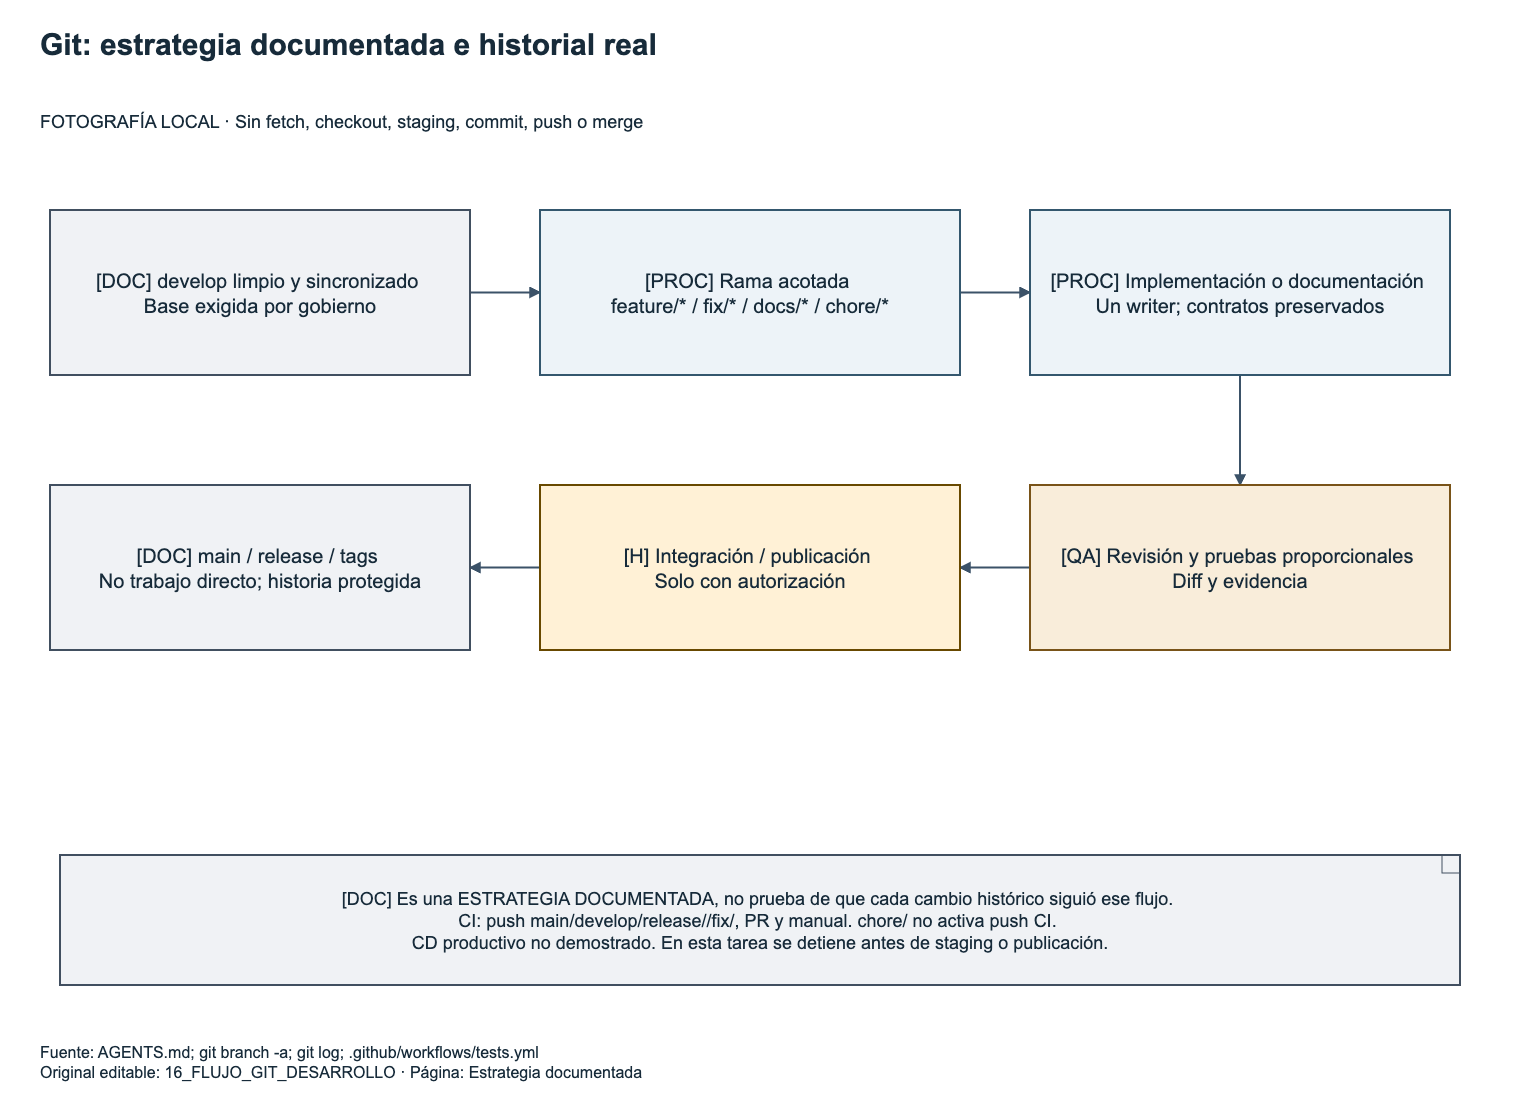 Git: estrategia documentada e historial real
FOTOGRAFÍA LOCAL · Sin fetch, checkout, staging, commit, push o merge
[DOC] develop limpio y sincronizado
Base exigida por gobierno
[PROC] Rama acotada
feature/* / fix/* / docs/* / chore/*
[PROC] Implementación o documentación
Un writer; contratos preservados
[DOC] main / release / tags
No trabajo directo; historia protegida
[H] Integración / publicación
Solo con autorización
[QA] Revisión y pruebas proporcionales
Diff y evidencia
[DOC] Es una ESTRATEGIA DOCUMENTADA, no prueba de que cada cambio histórico siguió ese flujo.
CI: push main/develop/release//fix/, PR y manual. chore/ no activa push CI.
CD productivo no demostrado. En esta tarea se detiene antes de staging o publicación.
Fuente: AGENTS.md; git branch -a; git log; .github/workflows/tests.yml
Original editable: 16_FLUJO_GIT_DESARROLLO · Página: Estrategia documentada